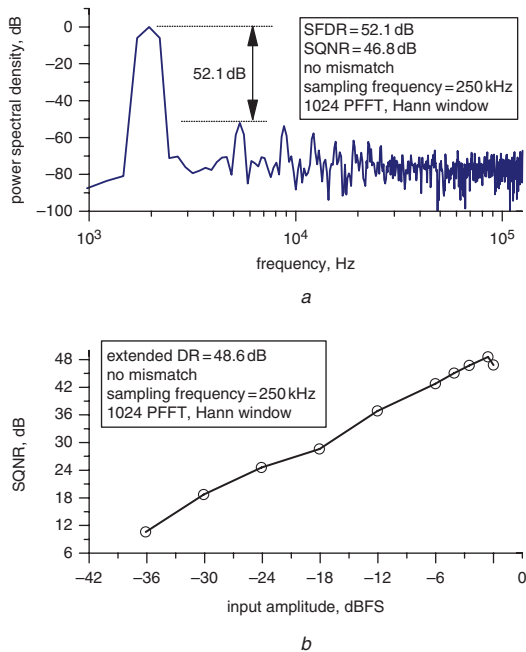 SFDR = 52.1 dB
SQNR = 46.8 dB
no mismatch
sampling frequency = 250 kHz
1024 PFFT, Hann window
52.1 dB
power spectral density, dB
0
–20
–40
–60
–80
–100
10³
10⁴
10⁵
frequency, Hz
a
extended DR = 48.6 dB
no mismatch
sampling frequency = 250 kHz
1024 PFFT, Hann window
SQNR, dB
48
42
36
30
24
18
12
6
–42
–36
–30
–24
–18
–12
–6
0
input amplitude, dBFS
b